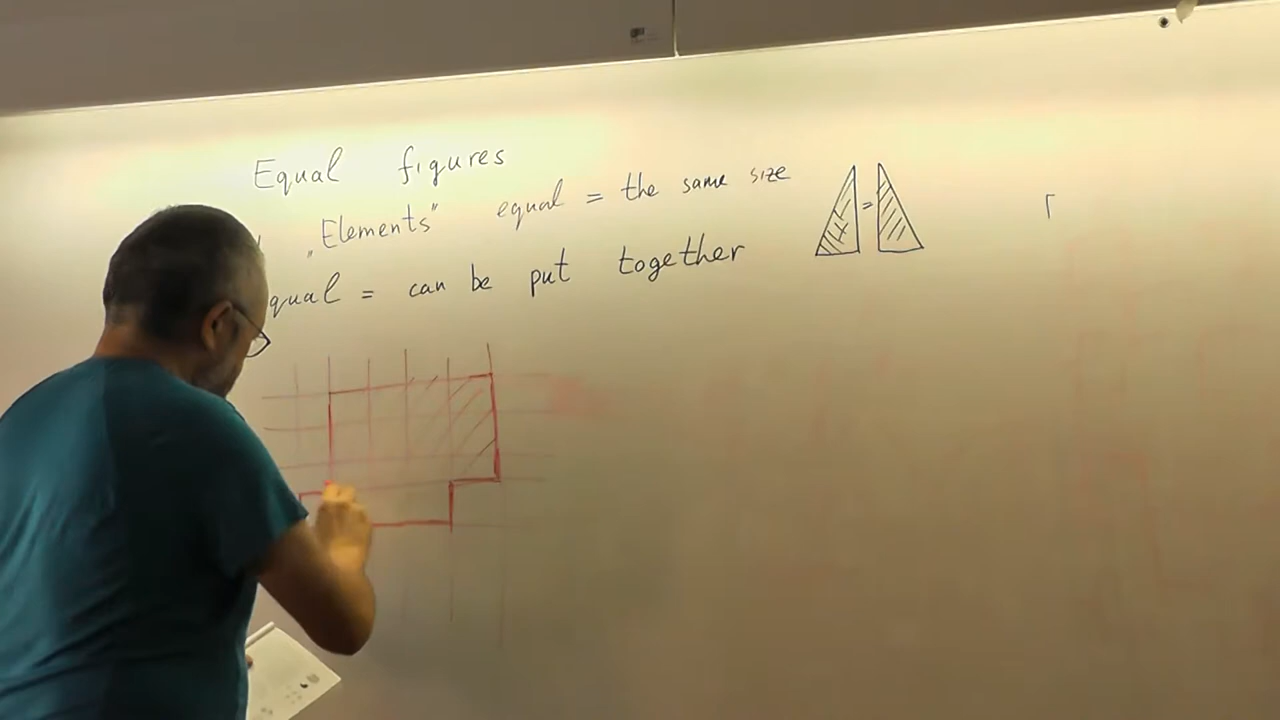 Equal figures
„Elements" equal = the same size
qual = can be put together
=